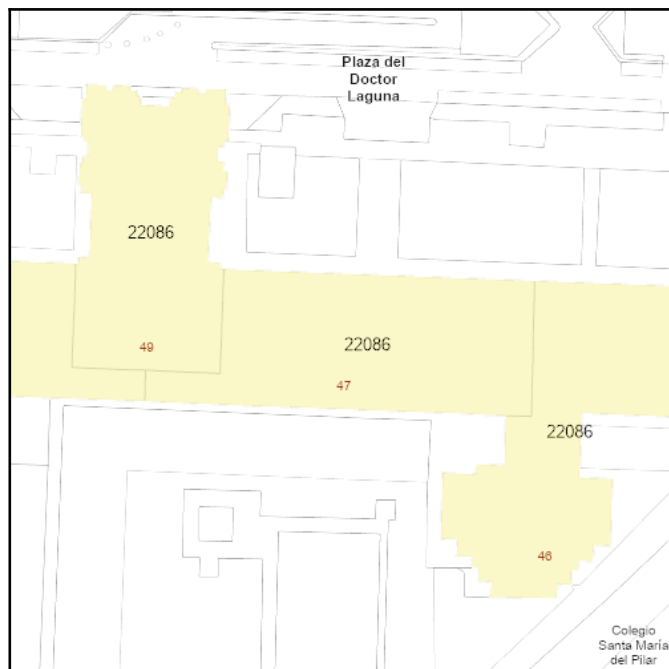 Plaza del
Doctor
Laguna
22086
49
22086
47
22086
46
Colegio
Santa María
del Pilar